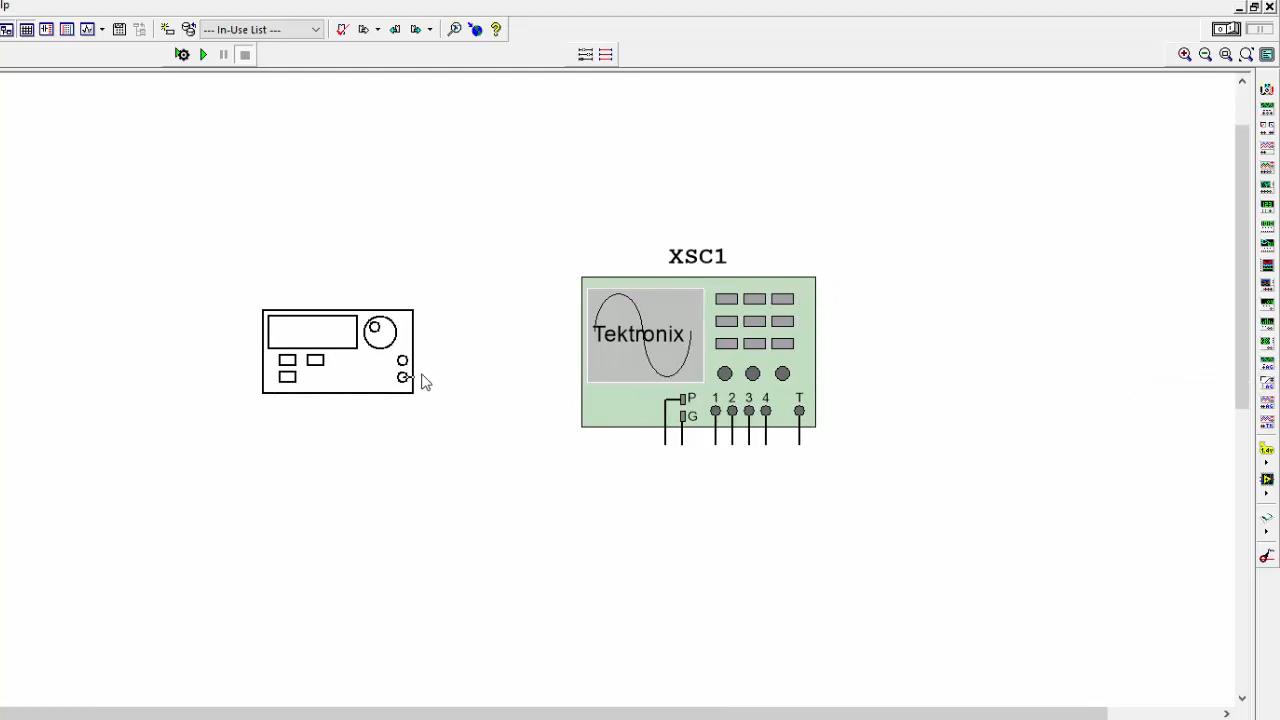 lp
--- In-Use List ---
XSC1
Tektronix
P
G
1 2 3 4 T